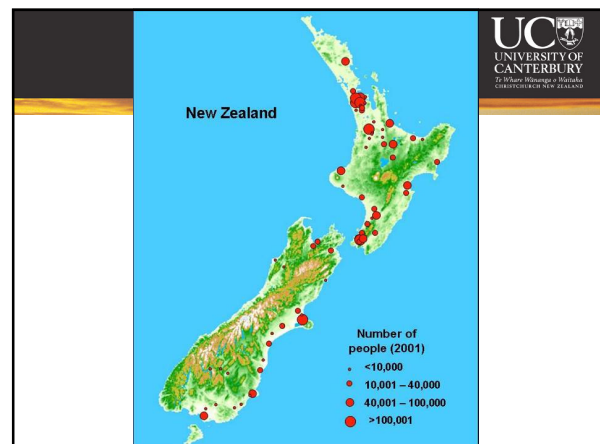 UC
UNIVERSITY OF
CANTERBURY
Te Whare Wānanga o Waitaha
CHRISTCHURCH NEW ZEALAND
New Zealand
Number of
people (2001)
<10,000
10,001 – 40,000
40,001 – 100,000
>100,001